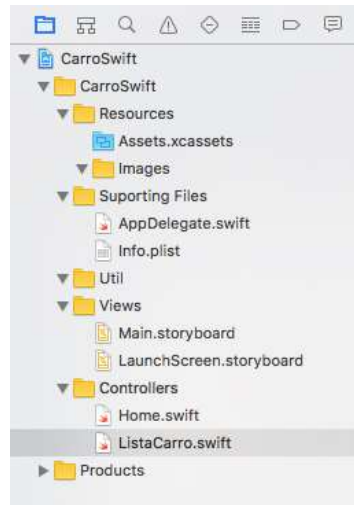 CarroSwift
CarroSwift
Resources
Assets.xcassets
Images
Suporting Files
AppDelegate.swift
Info.plist
Util
Views
Main.storyboard
LaunchScreen.storyboard
Controllers
Home.swift
ListaCarro.swift
Products